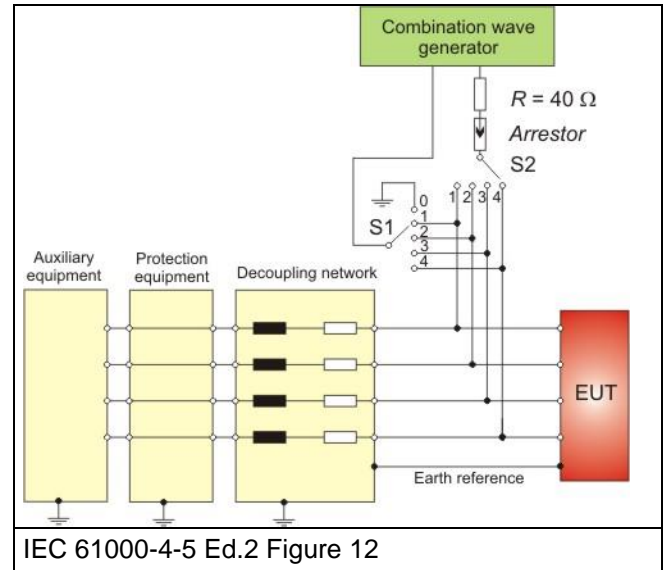 Combination wave
generator
R = 40 Ω
Arrestor
S2
0
1
2
3
4
S1
1
2
3
4
Auxiliary
equipment
Protection
equipment
Decoupling network
EUT
Earth reference
IEC 61000-4-5 Ed.2 Figure 12